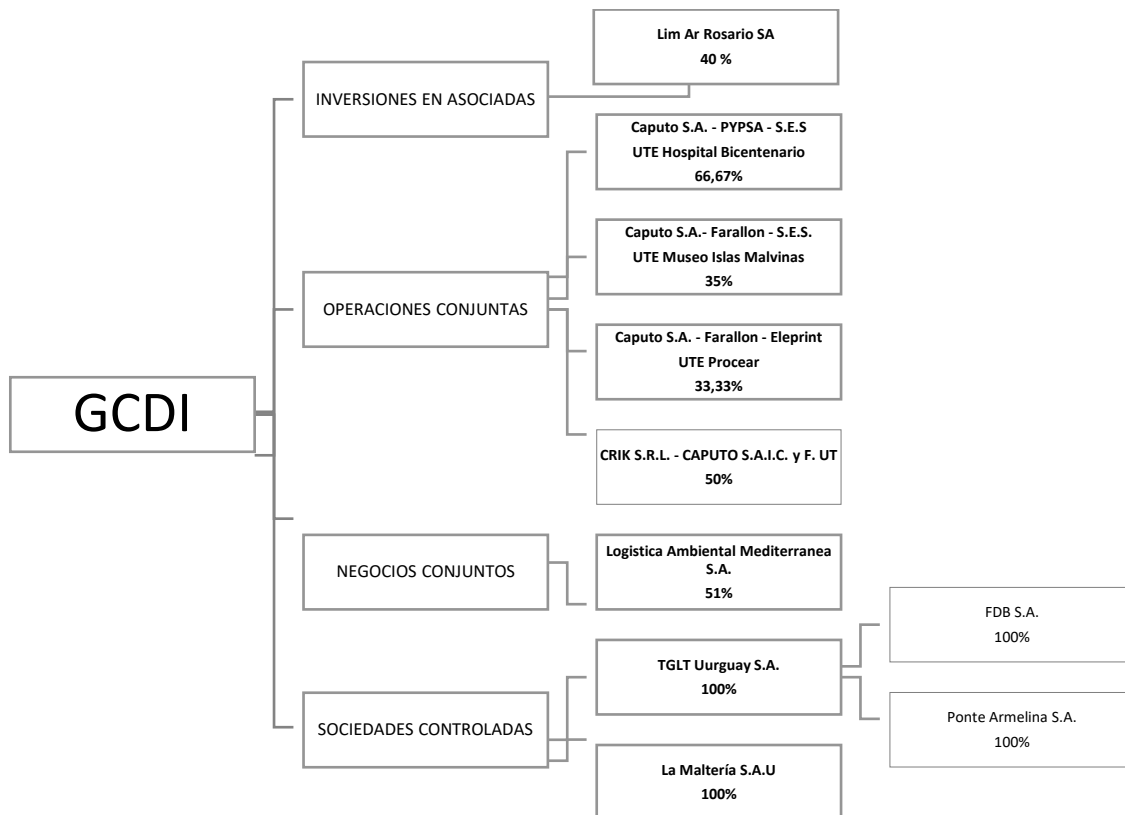 GCDI
INVERSIONES EN ASOCIADAS
Lim Ar Rosario SA
40 %
OPERACIONES CONJUNTAS
Caputo S.A. - PYPSA - S.E.S
UTE Hospital Bicentenario
66,67%
Caputo S.A.- Farallon - S.E.S.
UTE Museo Islas Malvinas
35%
Caputo S.A. - Farallon - Eleprint
UTE Procear
33,33%
CRIK S.R.L. - CAPUTO S.A.I.C. y F. UT
50%
NEGOCIOS CONJUNTOS
Logistica Ambiental Mediterranea
S.A.
51%
SOCIEDADES CONTROLADAS
TGLT Uurguay S.A.
100%
FDB S.A.
100%
Ponte Armelina S.A.
100%
La Maltería S.A.U
100%